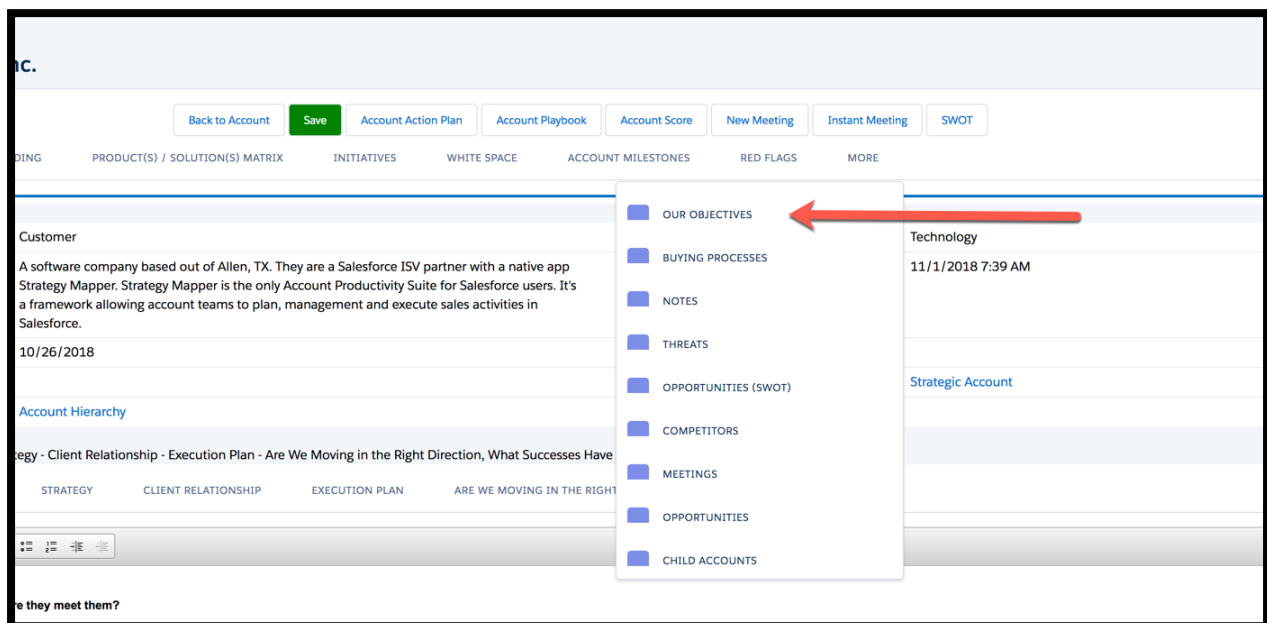 nc.
Back to Account Save Account Action Plan Account Playbook Account Score New Meeting Instant Meeting SWOT
DING PRODUCT(S) / SOLUTION(S) MATRIX INITIATIVES WHITE SPACE ACCOUNT MILESTONES RED FLAGS MORE
OUR OBJECTIVES
BUYING PROCESSES
NOTES
THREATS
OPPORTUNITIES (SWOT)
COMPETITORS
MEETINGS
OPPORTUNITIES
CHILD ACCOUNTS
Customer
Technology
A software company based out of Allen, TX. They are a Salesforce ISV partner with a native app
Strategy Mapper. Strategy Mapper is the only Account Productivity Suite for Salesforce users. It's
a framework allowing account teams to plan, management and execute sales activities in
Salesforce.
11/1/2018 7:39 AM
10/26/2018
Strategic Account
Account Hierarchy
tegy - Client Relationship - Execution Plan - Are We Moving in the Right Direction, What Successes Have
STRATEGY CLIENT RELATIONSHIP EXECUTION PLAN ARE WE MOVING IN THE RIGHT
re they meet them?